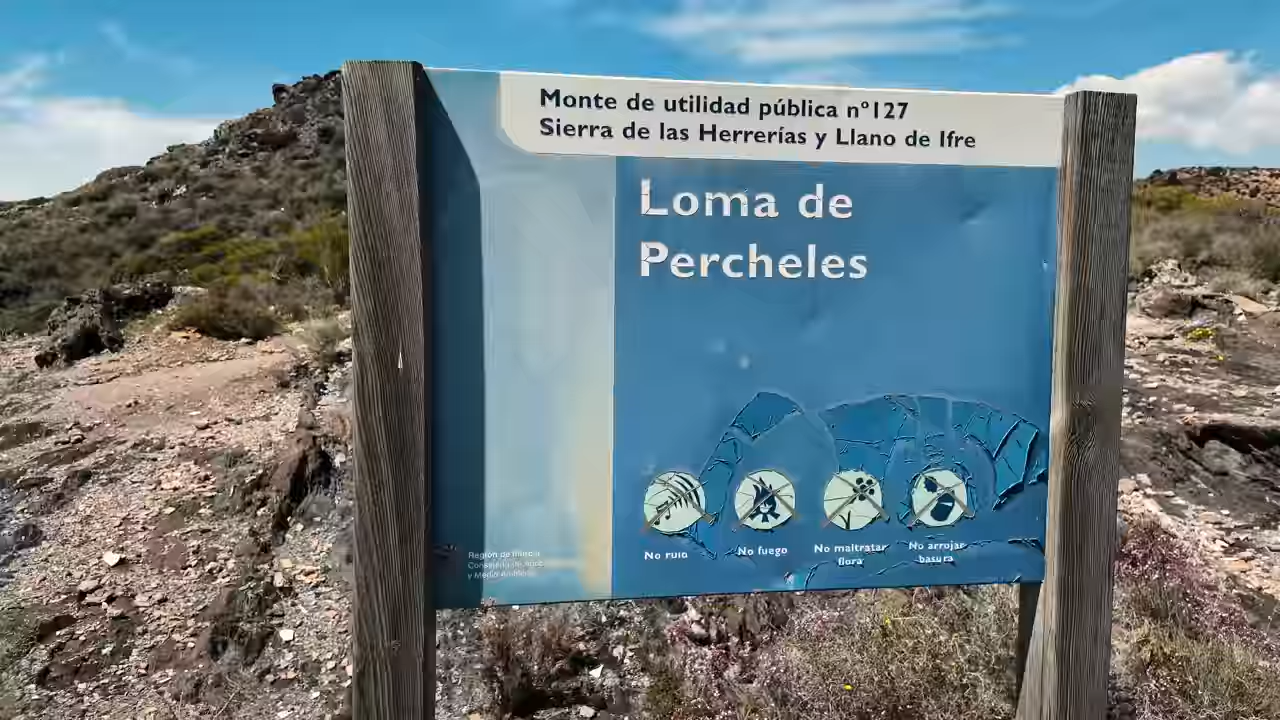 Monte de utilidad pública nº127
Sierra de las Herrerías y Llano de Ifre
Loma de
Percheles
No ruido
No fuego
No maltratar
flora
No arrojar
basura
Región de Murcia
Consejería de
y Medio Ambiente